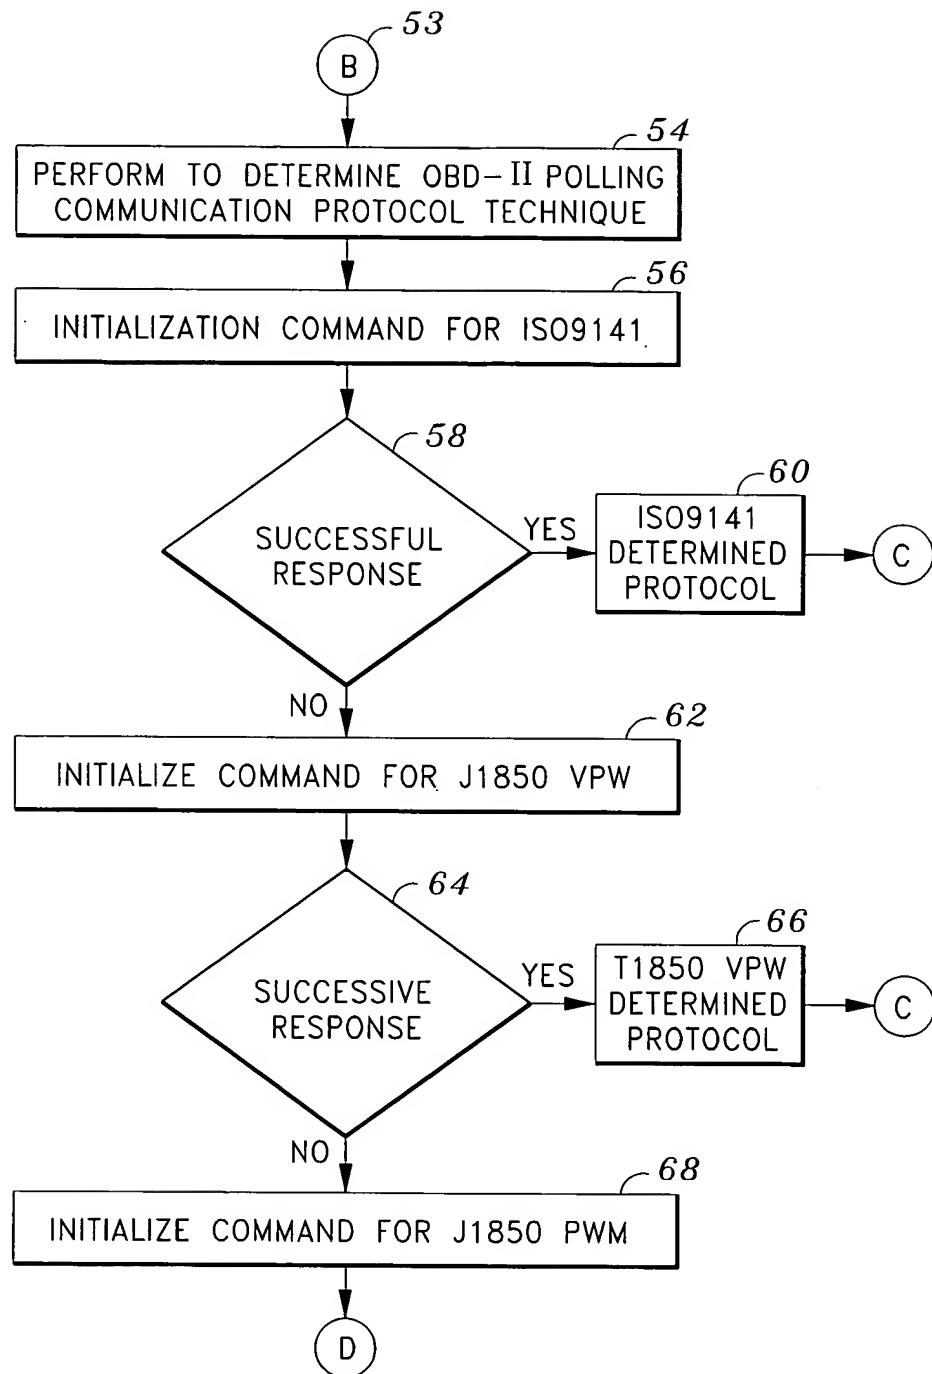 53
B
54
PERFORM TO DETERMINE OBD-II POLLING
COMMUNICATION PROTOCOL TECHNIQUE
56
INITIALIZATION COMMAND FOR ISO9141
58
SUCCESSFUL
RESPONSE
YES
60
ISO9141
DETERMINED
PROTOCOL
C
NO
62
INITIALIZE COMMAND FOR J1850 VPW
64
SUCCESSIVE
RESPONSE
YES
66
T1850 VPW
DETERMINED
PROTOCOL
C
NO
68
INITIALIZE COMMAND FOR J1850 PWM
D